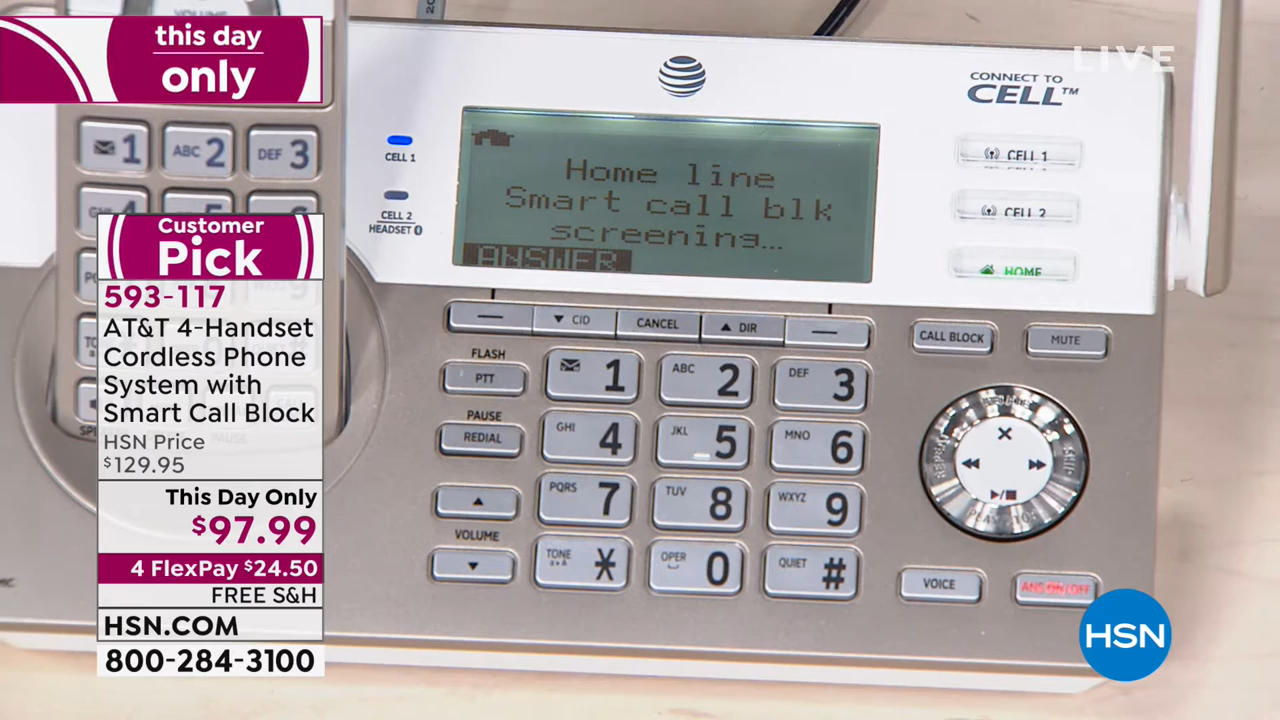 this day
only
LIVE
Customer
Pick
593-117
AT&T 4-Handset
Cordless Phone
System with
Smart Call Block
HSN Price
$129.95
This Day Only
$97.99
4 FlexPay $24.50
FREE S&H
HSN.COM
800-284-3100
HSN
VOLUME
1
ABC 2
DEF 3
CONNECT TO
CELL™
CELL 1
CELL 2
HEADSET
Home line
Smart call blk
screening...
ANSWER
CELL 1
CELL 2
HOME
CID
CANCEL
DIR
CALL BLOCK
MUTE
FLASH
PTT
1
ABC 2
DEF 3
PAUSE
REDIAL
GHI 4
JKL 5
MNO 6
PQRS 7
TUV 8
WXYZ 9
VOLUME
TONE *
OPER 0
QUIET #
REPEAT
SKIP
VOICE
ANS ON/OFF